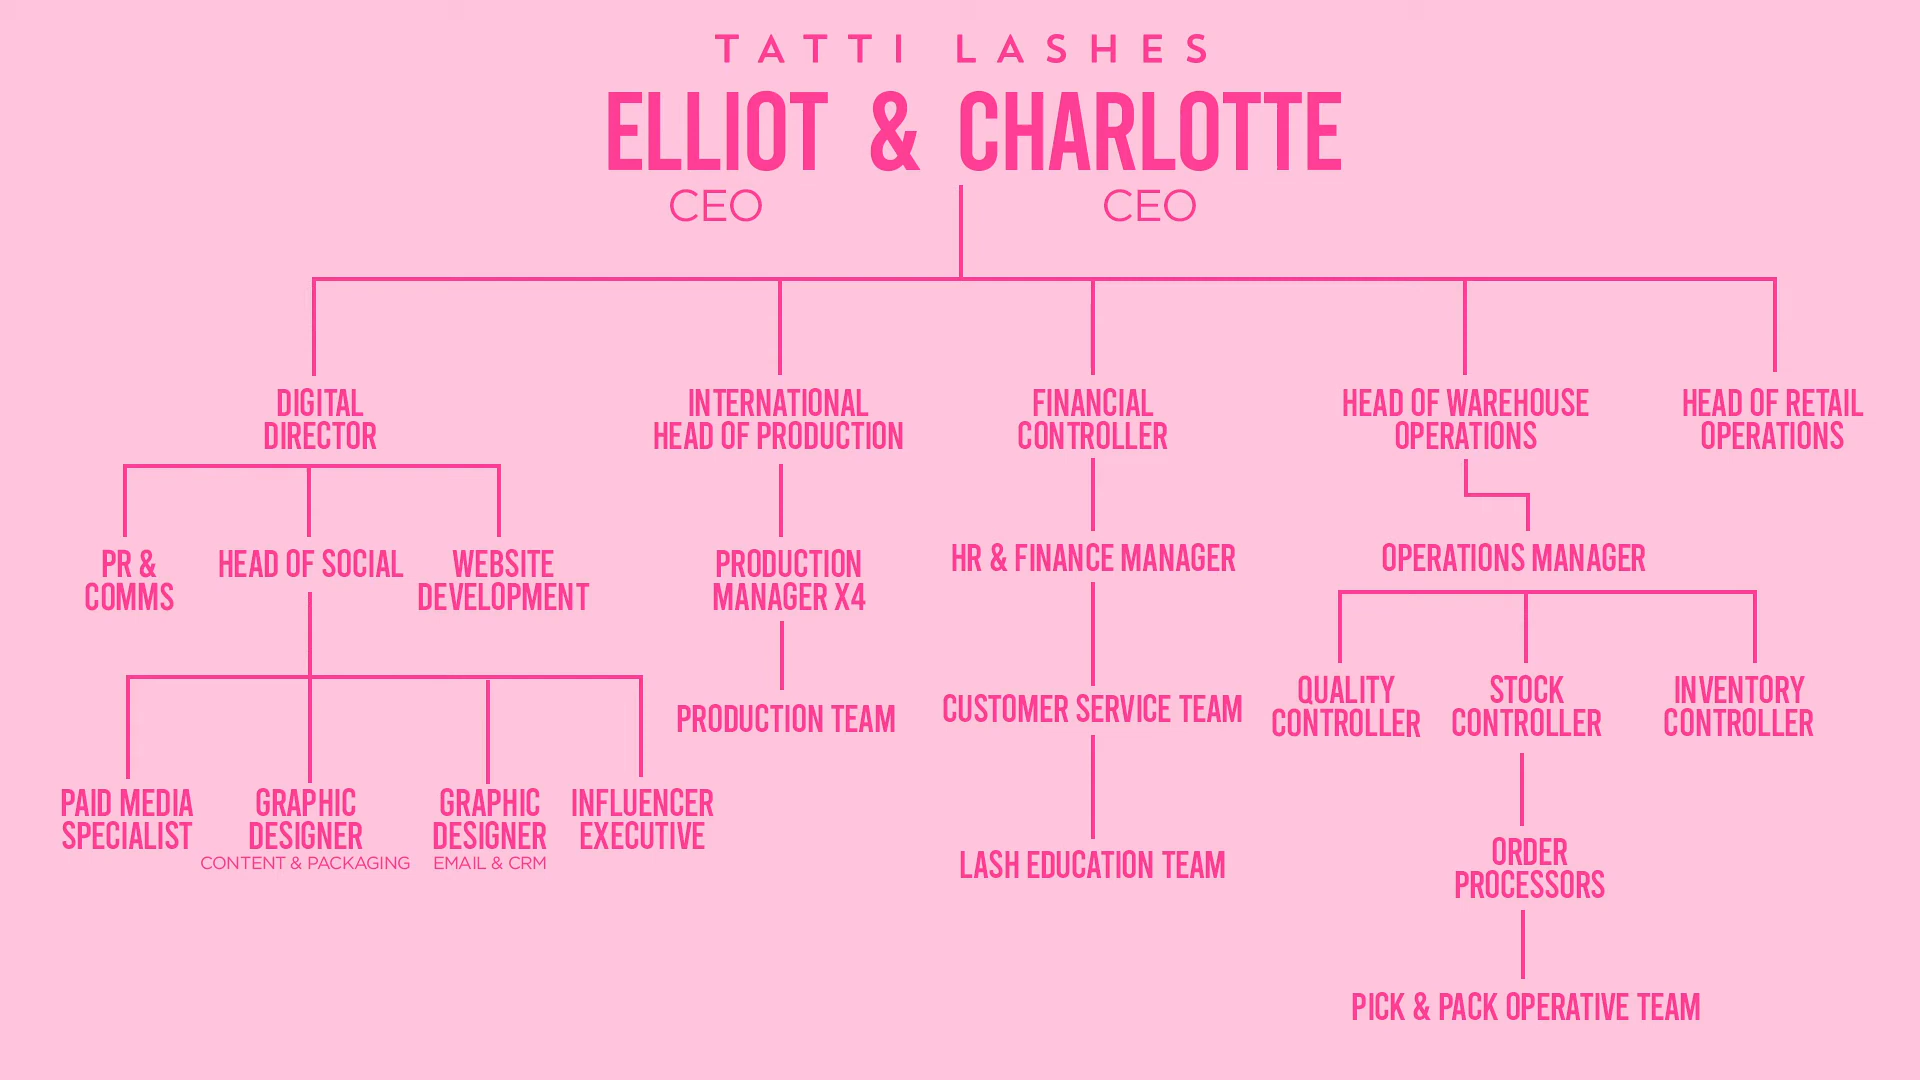 TATTI LASHES
ELLIOT & CHARLOTTE
CEO
CEO
DIGITAL
DIRECTOR
INTERNATIONAL
HEAD OF PRODUCTION
FINANCIAL
CONTROLLER
HEAD OF WAREHOUSE
OPERATIONS
HEAD OF RETAIL
OPERATIONS
PR &
COMMS
HEAD OF SOCIAL
WEBSITE
DEVELOPMENT
PRODUCTION
MANAGER X4
HR & FINANCE MANAGER
OPERATIONS MANAGER
PRODUCTION TEAM
CUSTOMER SERVICE TEAM
QUALITY
CONTROLLER
STOCK
CONTROLLER
INVENTORY
CONTROLLER
PAID MEDIA
SPECIALIST
GRAPHIC
DESIGNER
CONTENT & PACKAGING
GRAPHIC
DESIGNER
EMAIL & CRM
INFLUENCER
EXECUTIVE
LASH EDUCATION TEAM
ORDER
PROCESSORS
PICK & PACK OPERATIVE TEAM